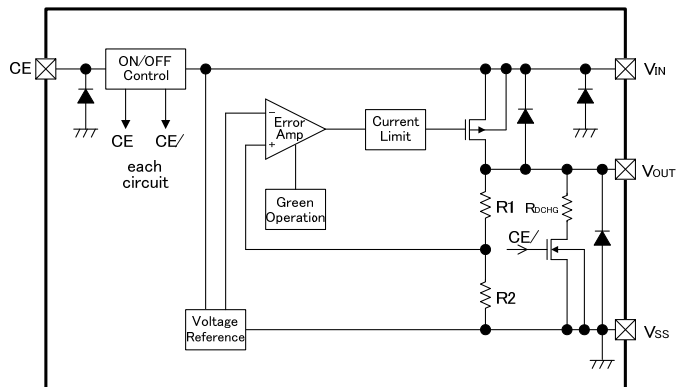 CE
ON/OFF
Control
VIN
CE
CE/
each
circuit
−
Error
Amp
+
Current
Limit
Green
Operation
VOUT
R1
RDCHG
CE/
R2
Voltage
Reference
VSS